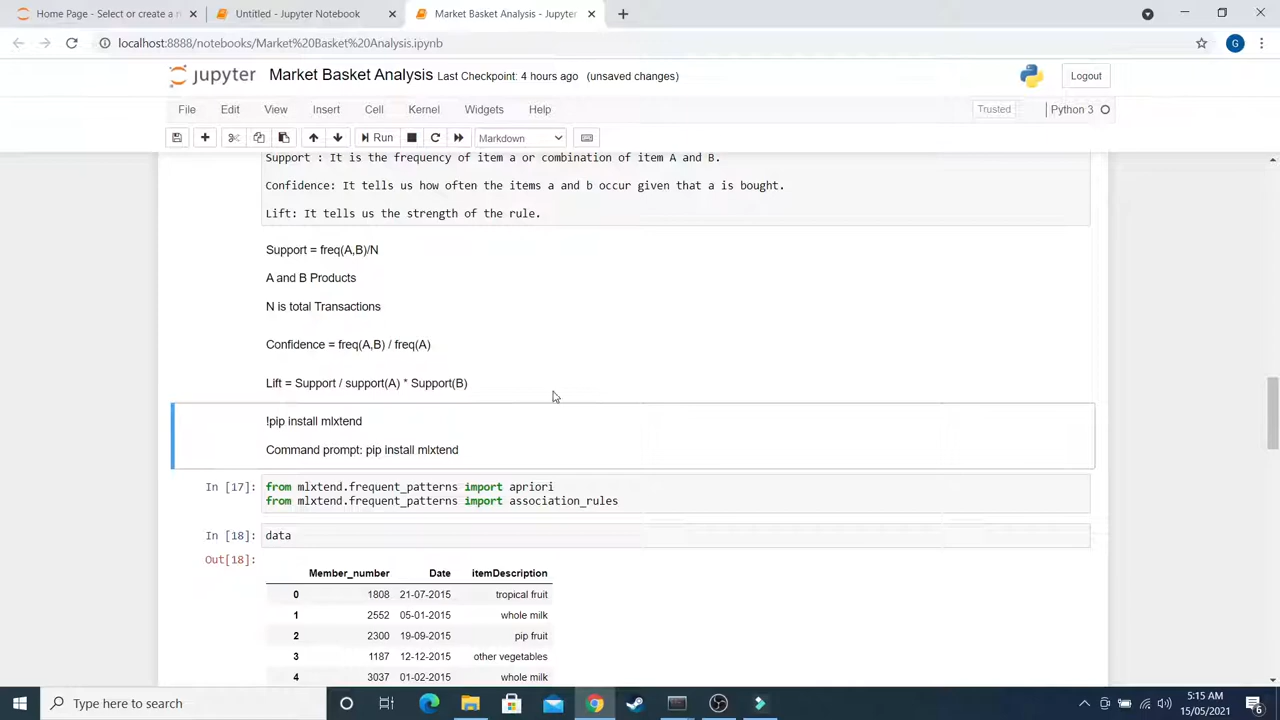 Home Page - Select or create a n
Untitled - Jupyter Notebook
Market Basket Analysis - Jupyter
localhost:8888/notebooks/Market%20Basket%20Analysis.ipynb
G
jupyter Market Basket Analysis Last Checkpoint: 4 hours ago (unsaved changes)
Logout
File Edit View Insert Cell Kernel Widgets Help
Trusted
Python 3
Run
Markdown
Support : It is the frequency of item a or combination of item A and B.
Confidence: It tells us how often the items a and b occur given that a is bought.
Lift: It tells us the strength of the rule.
Support = freq(A,B)/N
A and B Products
N is total Transactions
Confidence = freq(A,B) / freq(A)
Lift = Support / support(A) * Support(B)
!pip install mlxtend
Command prompt: pip install mlxtend
In [17]: from mlxtend.frequent_patterns import apriori
from mlxtend.frequent_patterns import association_rules
In [18]: data
Out[18]:
Member_number Date itemDescription
0 1808 21-07-2015 tropical fruit
1 2552 05-01-2015 whole milk
2 2300 19-09-2015 pip fruit
3 1187 12-12-2015 other vegetables
4 3037 01-02-2015 whole milk
Type here to search
5:15 AM
15/05/2021
6